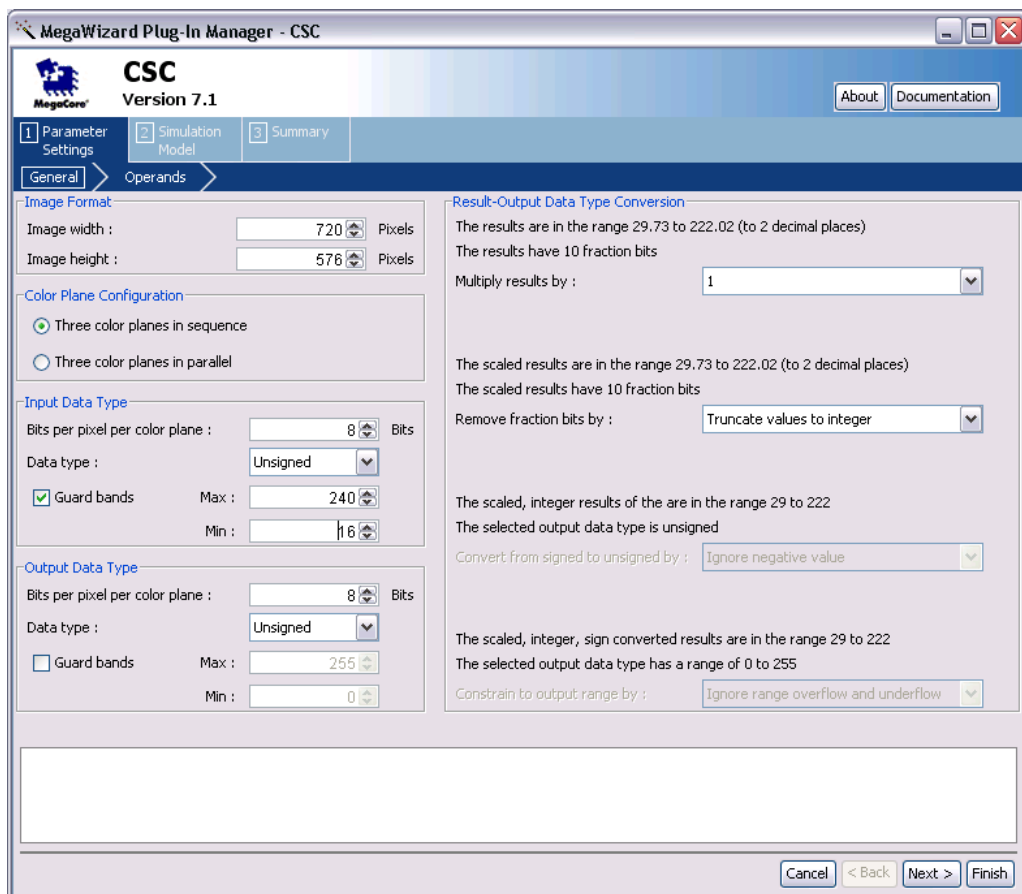 MegaWizard Plug-In Manager - CSC
MegaCore®
CSC
Version 7.1
About
Documentation
1 Parameter Settings
2 Simulation Model
3 Summary
General
Operands
Image Format
Image width : 720 Pixels
Image height : 576 Pixels
Color Plane Configuration
Three color planes in sequence
Three color planes in parallel
Input Data Type
Bits per pixel per color plane : 8 Bits
Data type : Unsigned
Guard bands Max : 240
Min : 16
Output Data Type
Bits per pixel per color plane : 8 Bits
Data type : Unsigned
Guard bands Max : 255
Min : 0
Result-Output Data Type Conversion
The results are in the range 29.73 to 222.02 (to 2 decimal places)
The results have 10 fraction bits
Multiply results by : 1
The scaled results are in the range 29.73 to 222.02 (to 2 decimal places)
The scaled results have 10 fraction bits
Remove fraction bits by : Truncate values to integer
The scaled, integer results of the are in the range 29 to 222
The selected output data type is unsigned
Convert from signed to unsigned by : Ignore negative value
The scaled, integer, sign converted results are in the range 29 to 222
The selected output data type has a range of 0 to 255
Constrain to output range by : Ignore range overflow and underflow
Cancel
< Back
Next >
Finish